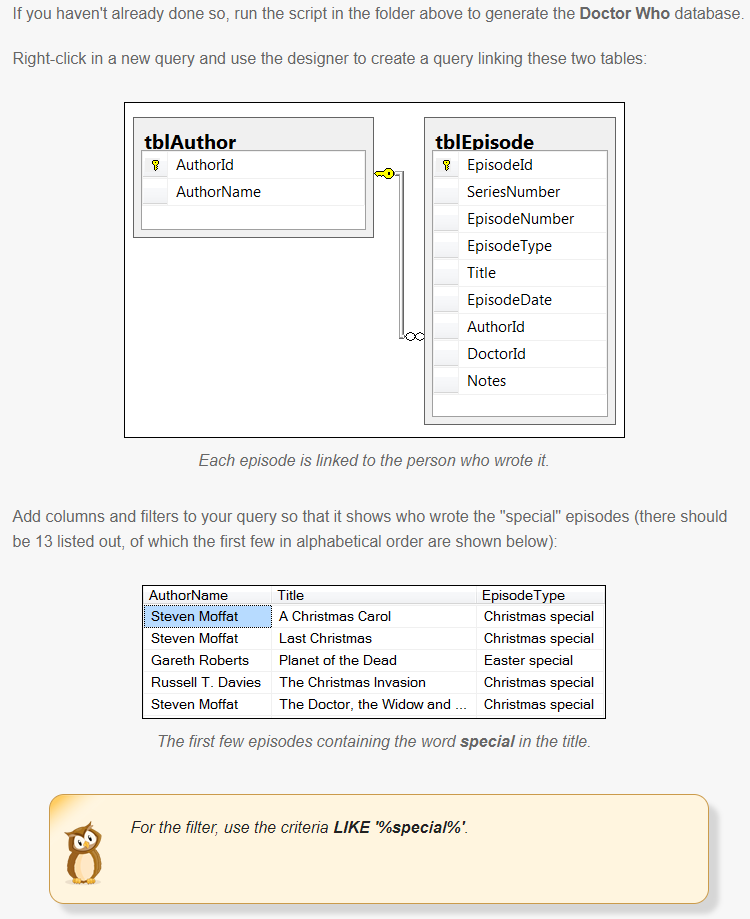 If you haven't already done so, run the script in the folder above to generate the Doctor Who database.
Right-click in a new query and use the designer to create a query linking these two tables:
tblAuthor
AuthorId
AuthorName
tblEpisode
EpisodeId
SeriesNumber
EpisodeNumber
EpisodeType
Title
EpisodeDate
AuthorId
DoctorId
Notes
Each episode is linked to the person who wrote it.
Add columns and filters to your query so that it shows who wrote the "special" episodes (there should
be 13 listed out, of which the first few in alphabetical order are shown below):
AuthorName Title EpisodeType
Steven Moffat A Christmas Carol Christmas special
Steven Moffat Last Christmas Christmas special
Gareth Roberts Planet of the Dead Easter special
Russell T. Davies The Christmas Invasion Christmas special
Steven Moffat The Doctor, the Widow and ... Christmas special
The first few episodes containing the word special in the title.
For the filter, use the criteria LIKE '%special%'.